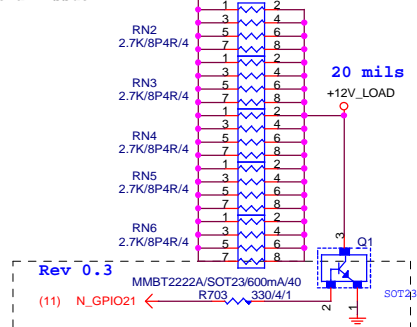 1 2
RN2 3 4
2.7K/8P4R/4 5 6
7 8
1 2
RN3 3 4
2.7K/8P4R/4 5 6
7 8
20 mils
+12V_LOAD
1 2
RN4 3 4
2.7K/8P4R/4 5 6
7 8
1 2
RN5 3 4
2.7K/8P4R/4 5 6
7 8
1 2
RN6 3 4
2.7K/8P4R/4 5 6
7 8
3 Q1
Rev 0.3
MMBT2222A/SOT23/600mA/40
SOT23
(11) N_GPIO21 R703 330/4/1 2 1